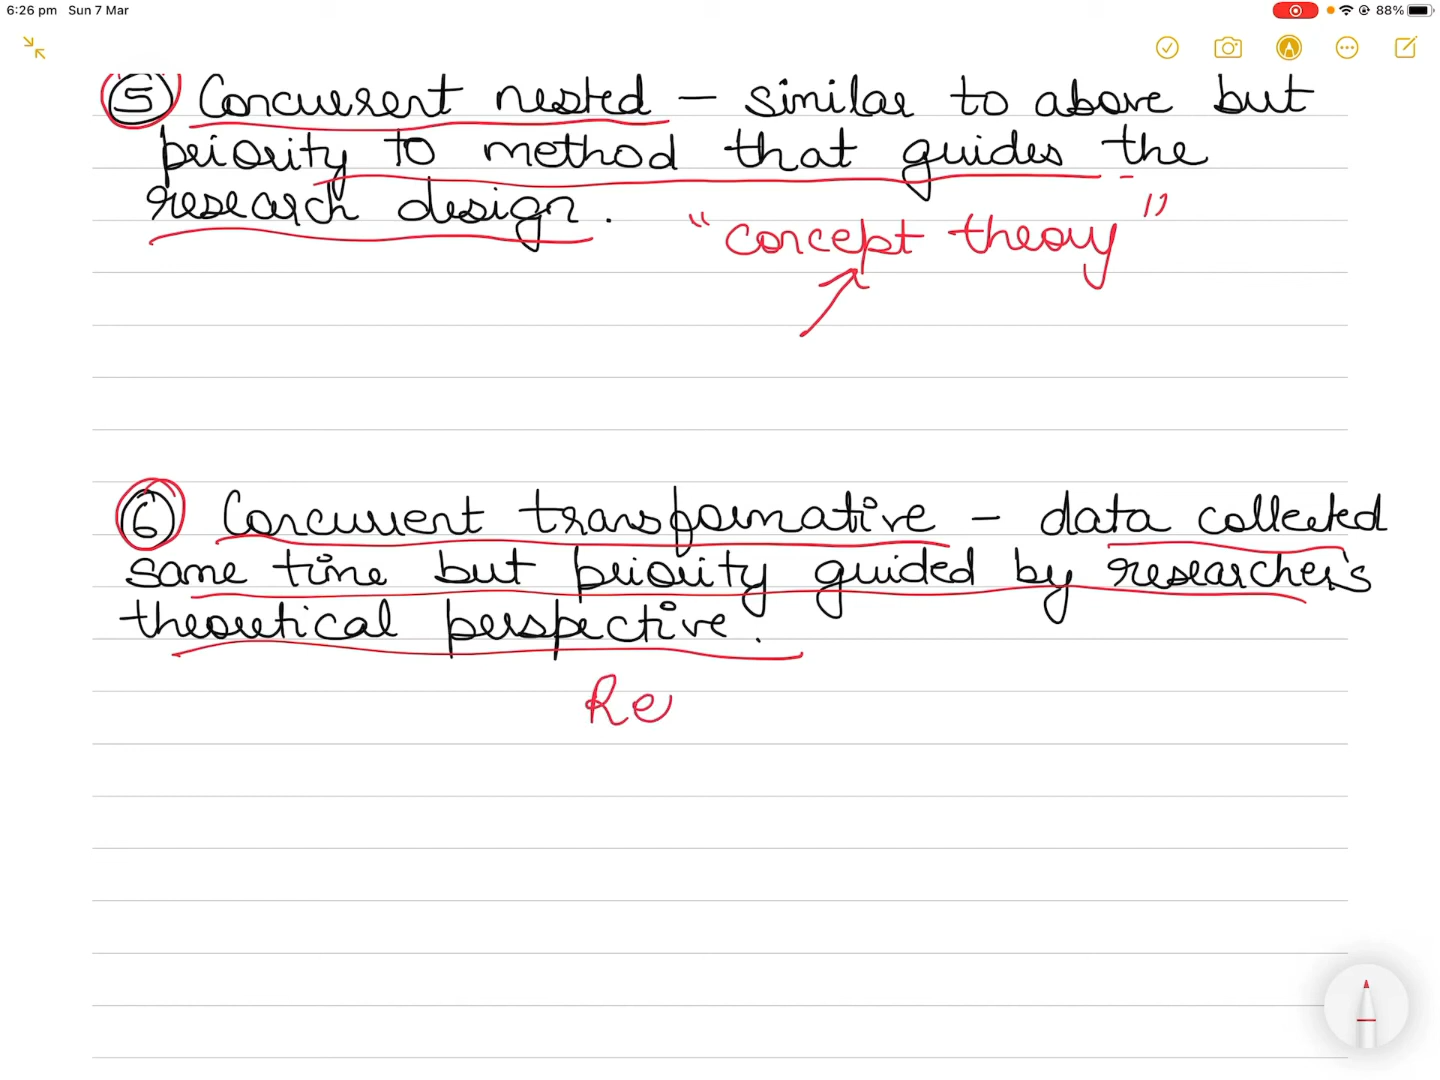 6:26 pm Sun 7 Mar 88%
5 Concurrent nested – similar to above but
priority to method that guides the
research design.
"concept theory"
6 Concurrent transformative – data collected
same time but priority guided by researcher's
theoretical perspective.
Re